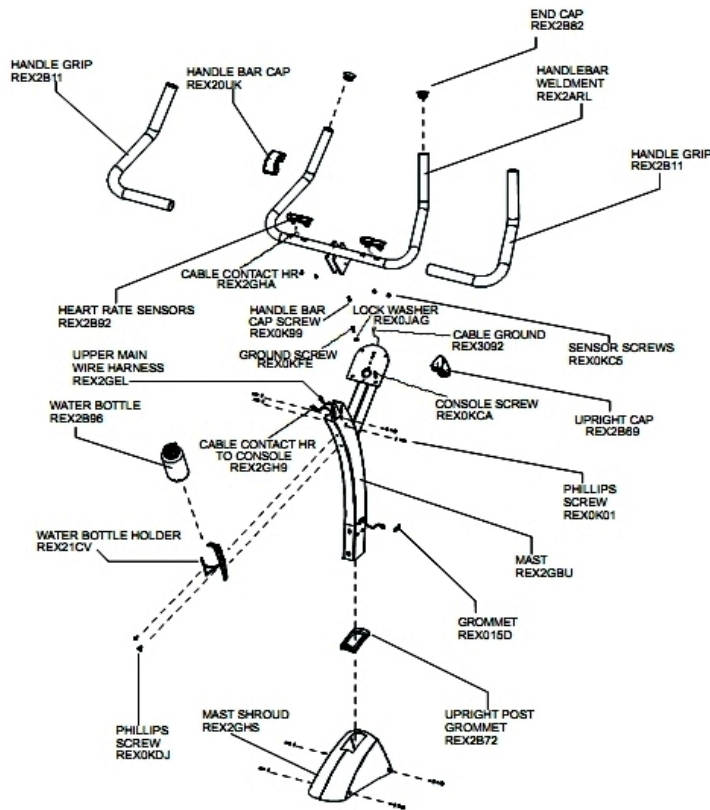 END CAP
REX2B82
HANDLE GRIP
REX2B11
HANDLE BAR CAP
REX20UK
HANDLEBAR
WELDMENT
REX2ARL
HANDLE GRIP
REX2B11
CABLE CONTACT HR
REX2GHA
HEART RATE SENSORS
REX2B92
HANDLE BAR
CAP SCREW
REX0K99
LOCK WASHER
REX0JAG
CABLE GROUND
REX3092
SENSOR SCREWS
REX0KC5
GROUND SCREW
REX0KFE
UPPER MAIN
WIRE HARNESS
REX2GEL
CONSOLE SCREW
REX0KCA
UPRIGHT CAP
REX2B69
WATER BOTTLE
REX2B96
CABLE CONTACT HR
TO CONSOLE
REX2GH9
PHILLIPS
SCREW
REX0K01
WATER BOTTLE HOLDER
REX21CV
MAST
REX2GBU
GROMMET
REX015D
PHILLIPS
SCREW
REX0KDJ
MAST SHROUD
REX2GHS
UPRIGHT POST
GROMMET
REX2B72